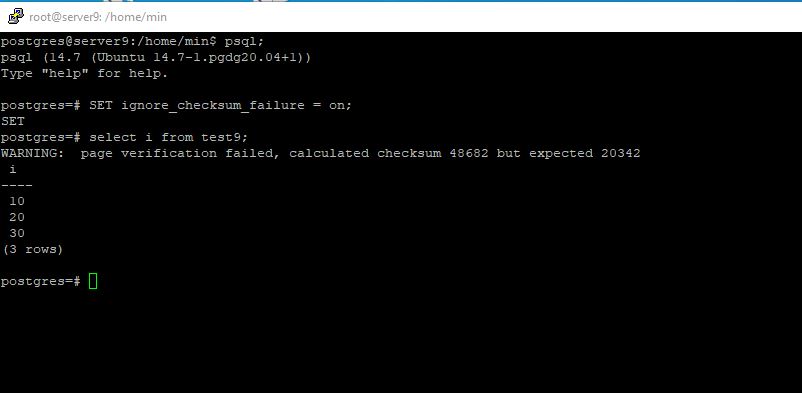 root@server9: /home/min
postgres@server9:/home/min$ psql;
psql (14.7 (Ubuntu 14.7-1.pgdg20.04+1))
Type "help" for help.
postgres=# SET ignore_checksum_failure = on;
SET
postgres=# select i from test9;
WARNING:  page verification failed, calculated checksum 48682 but expected 20342
 i
----
 10
 20
 30
(3 rows)
postgres=#